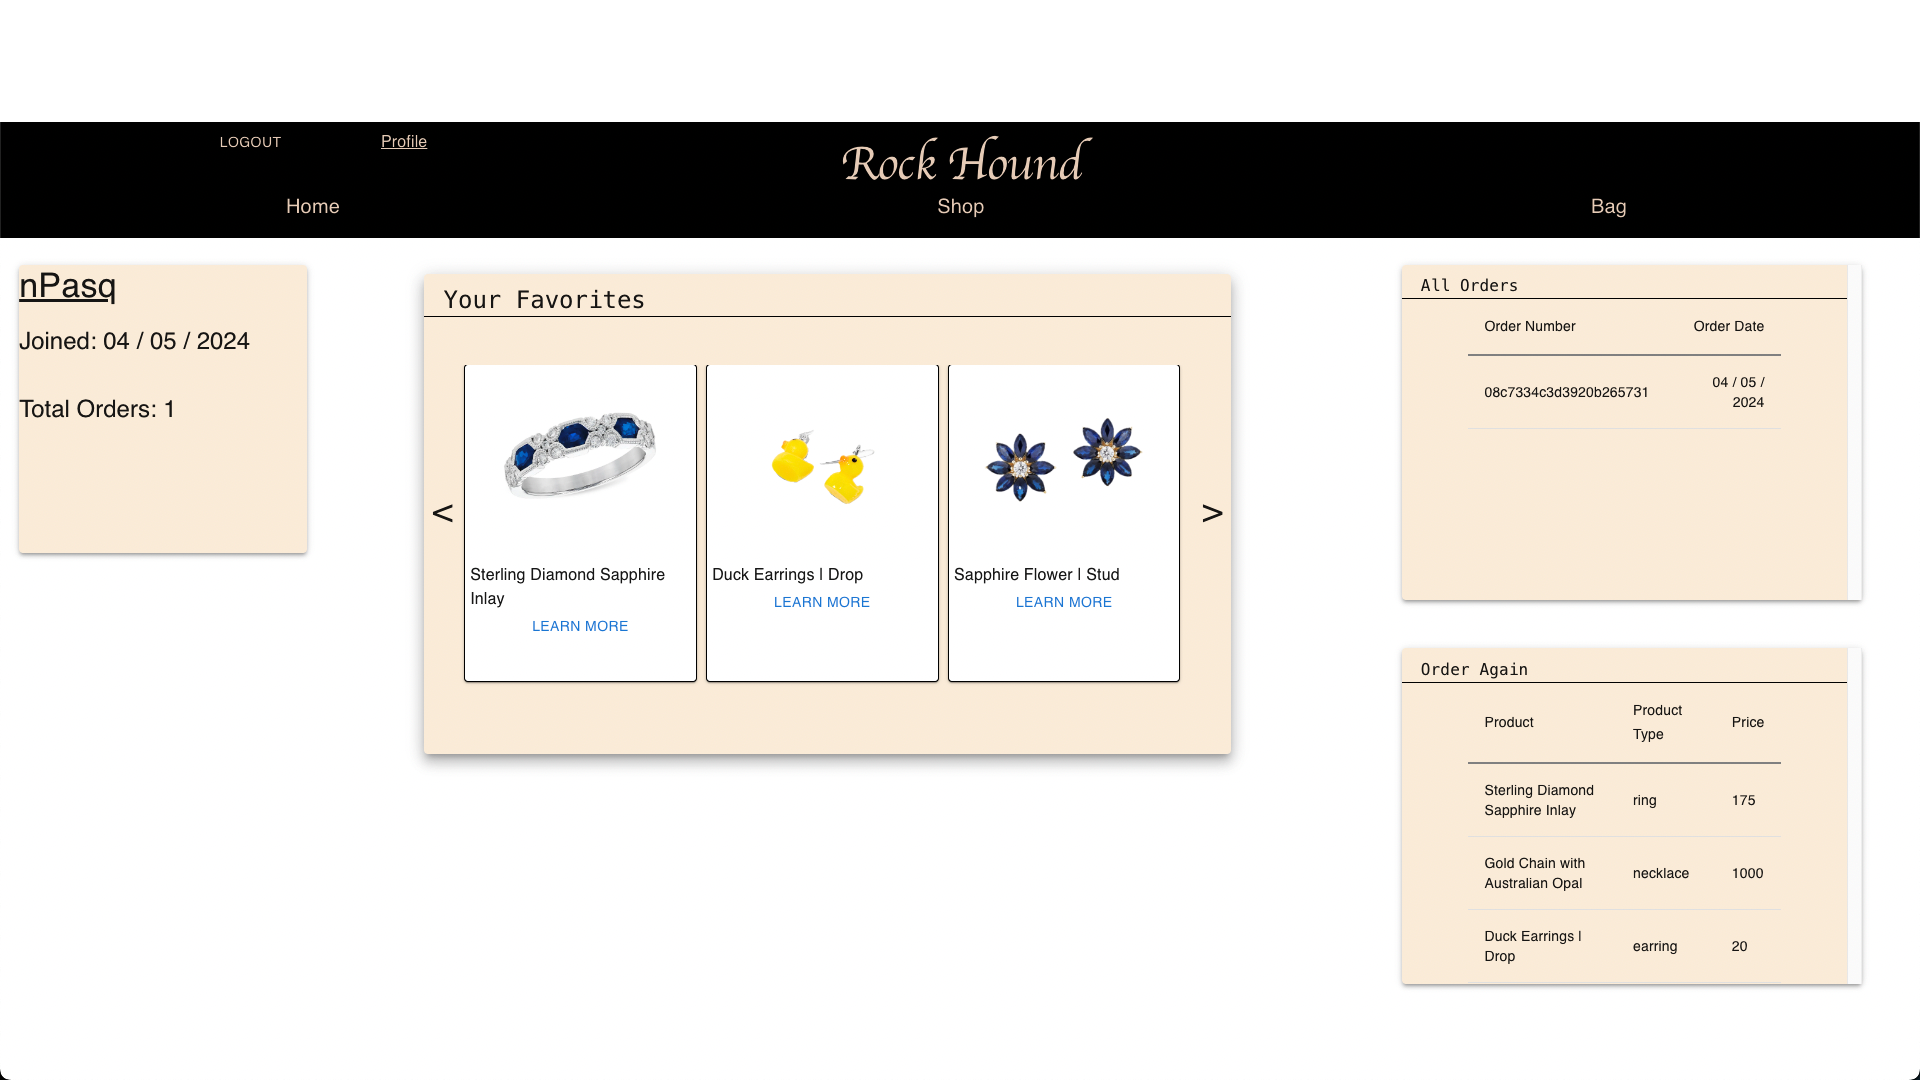 LOGOUT
Profile
Rock Hound
Home
Shop
Bag
nPasq
Joined: 04 / 05 / 2024
Total Orders: 1
Your Favorites
<
Sterling Diamond Sapphire
Inlay
LEARN MORE
Duck Earrings | Drop
LEARN MORE
Sapphire Flower | Stud
LEARN MORE
>
All Orders
Order Number
Order Date
08c7334c3d3920b265731
04 / 05 /
2024
Order Again
Product
Product
Type
Price
Sterling Diamond
Sapphire Inlay
ring
175
Gold Chain with
Australian Opal
necklace
1000
Duck Earrings |
Drop
earring
20